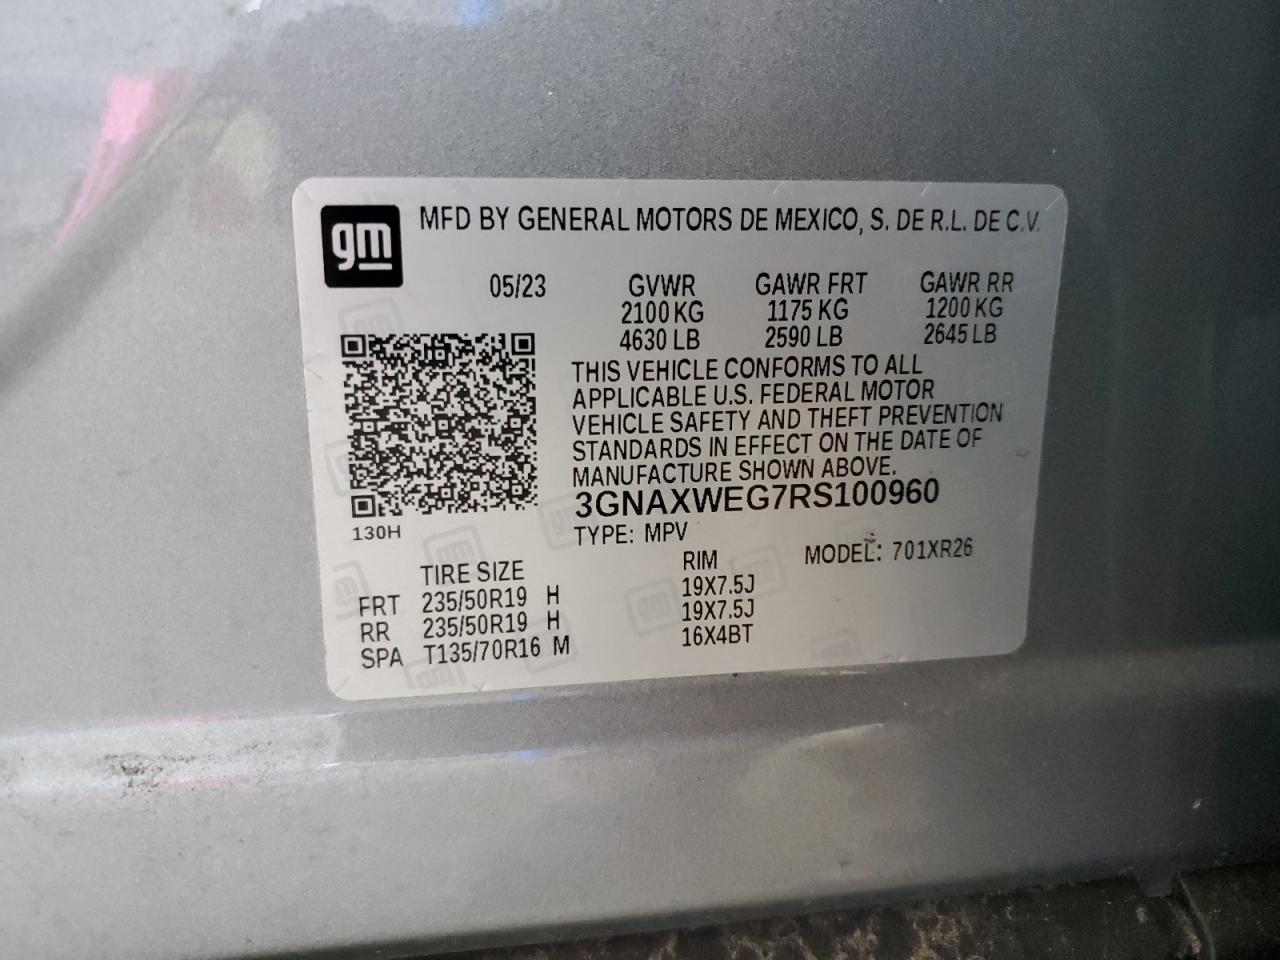 gm
MFD BY GENERAL MOTORS DE MEXICO, S. DE R.L. DE C.V.
05/23 GVWR GAWR FRT GAWR RR
2100 KG 1175 KG 1200 KG
4630 LB 2590 LB 2645 LB
THIS VEHICLE CONFORMS TO ALL
APPLICABLE U.S. FEDERAL MOTOR
VEHICLE SAFETY AND THEFT PREVENTION
STANDARDS IN EFFECT ON THE DATE OF
MANUFACTURE SHOWN ABOVE.
3GNAXWEG7RS100960
130H
TYPE: MPV
MODEL: 701XR26
TIRE SIZE RIM
FRT 235/50R19 H 19X7.5J
RR 235/50R19 H 19X7.5J
SPA T135/70R16 M 16X4BT